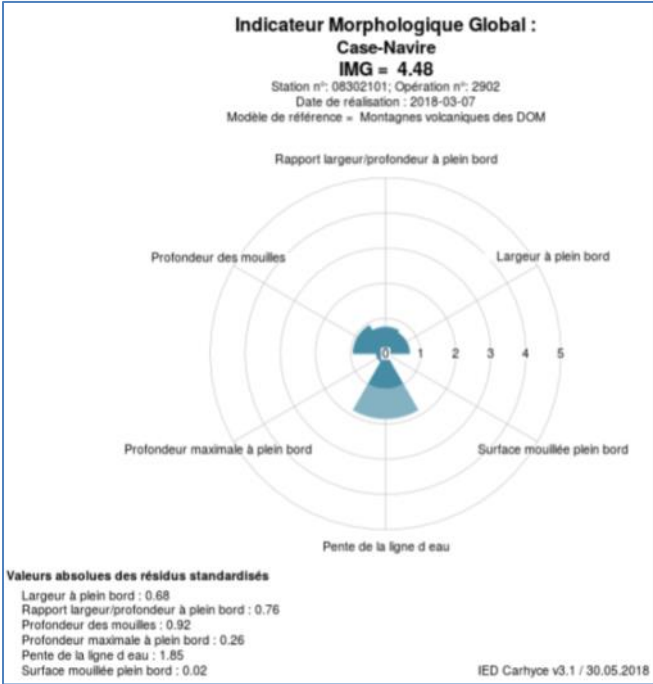 Indicateur Morphologique Global :
Case-Navire
IMG = 4.48
Station n°: 08302101; Opération n°: 2902
Date de réalisation : 2018-03-07
Modèle de référence = Montagnes volcaniques des DOM
Rapport largeur/profondeur à plein bord
Profondeur des mouilles
Largeur à plein bord
0 1 2 3 4 5
Profondeur maximale à plein bord
Surface mouillée plein bord
Pente de la ligne d eau
Valeurs absolues des résidus standardisés
Largeur à plein bord : 0.68
Rapport largeur/profondeur à plein bord : 0.76
Profondeur des mouilles : 0.92
Profondeur maximale à plein bord : 0.26
Pente de la ligne d eau : 1.85
Surface mouillée plein bord : 0.02
IED Carhyce v3.1 / 30.05.2018